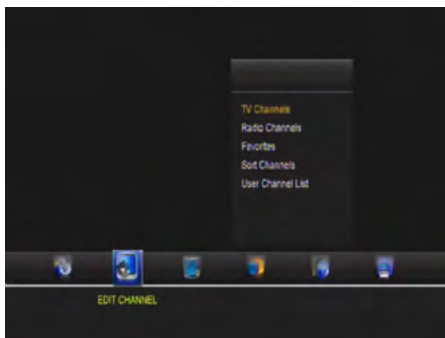 TV Channels
Radio Channels
Favorites
Sort Channels
User Channel List
EDIT CHANNEL